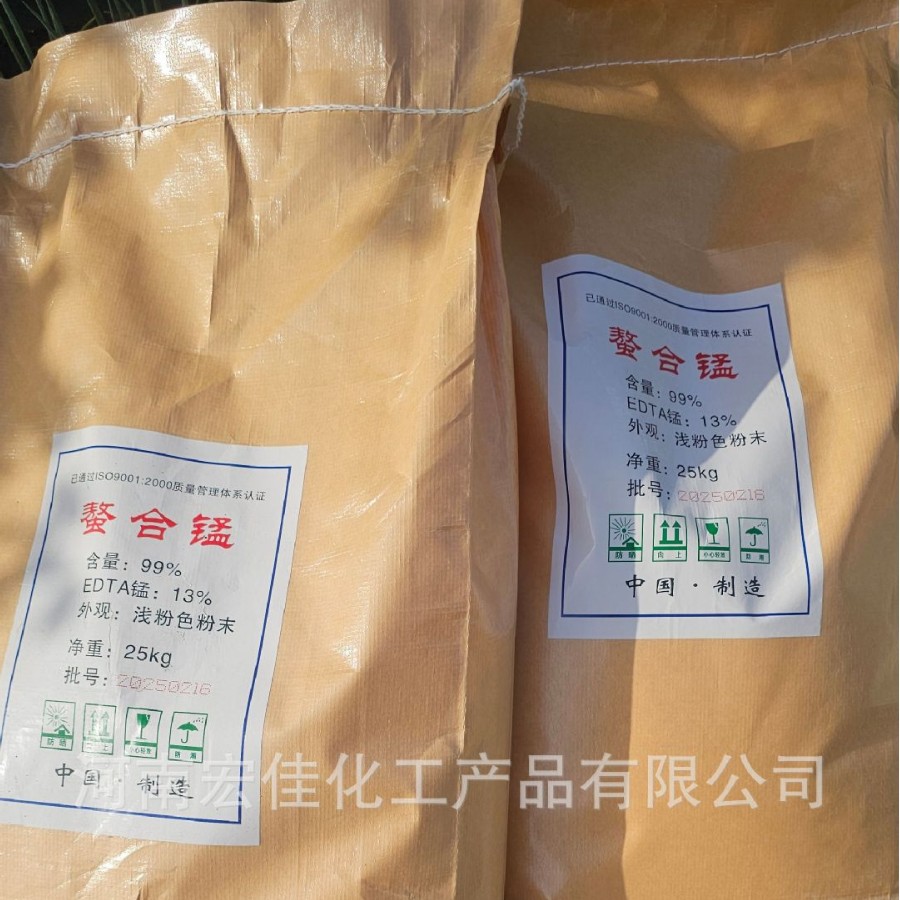 已通过ISO9001:2000质量管理体系认证
螯合锰
含量：99%
EDTA锰：13%
外观：浅粉色粉末
净重：25kg
批号：20250216
防晒
向上
小心轻放
防潮
中国·制造
已通过ISO9001:2000质量管理体系认证
螯合锰
含量：99%
EDTA锰：13%
外观：浅粉色粉末
净重：25kg
批号：20250216
防晒
小心轻放
中国·制造
河南宏佳化工产品有限公司